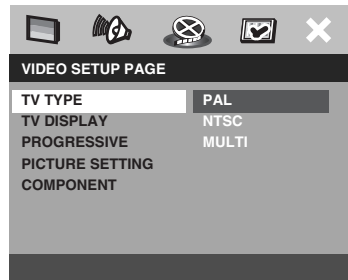 VIDEO SETUP PAGE
TV TYPE PAL
TV DISPLAY NTSC
PROGRESSIVE MULTI
PICTURE SETTING
COMPONENT